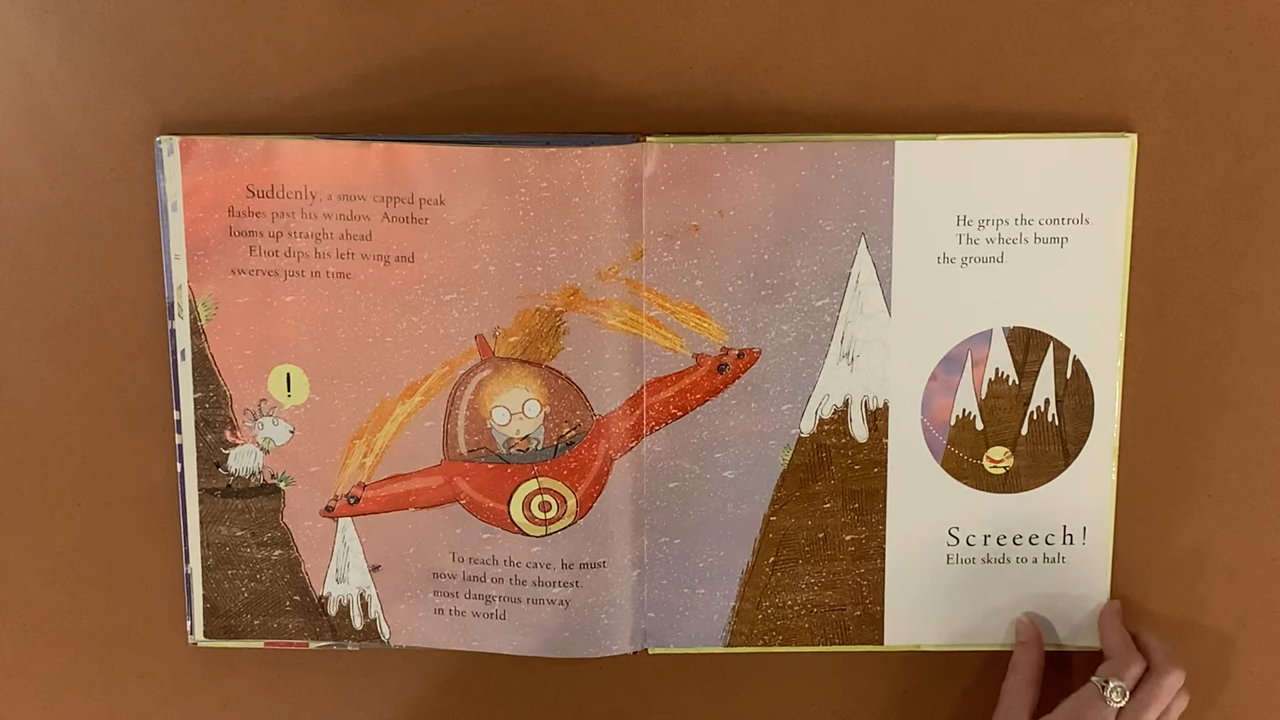 Suddenly, a snow capped peak
flashes past his window. Another
looms up straight ahead.
Eliot dips his left wing and
swerves just in time.
!
To reach the cave, he must
now land on the shortest,
most dangerous runway
in the world.
He grips the controls.
The wheels bump
the ground.
Screeech!
Eliot skids to a halt.